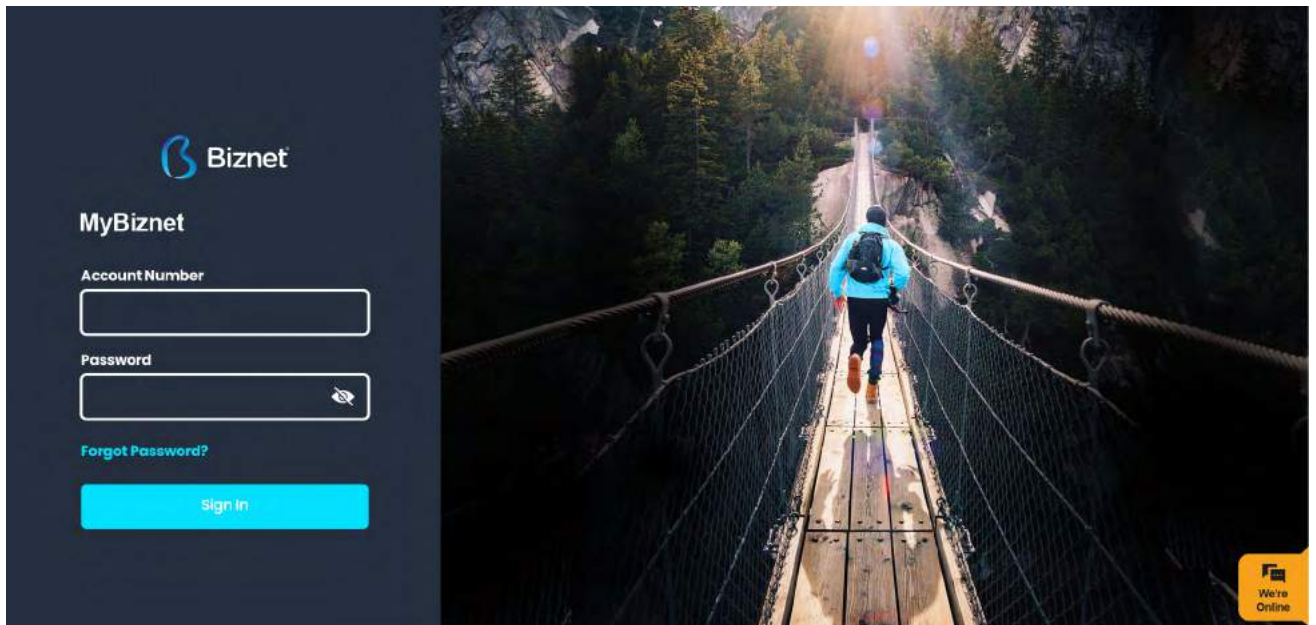 Biznet
MyBiznet
Account Number
Password
Forgot Password?
Sign In
We're
Online